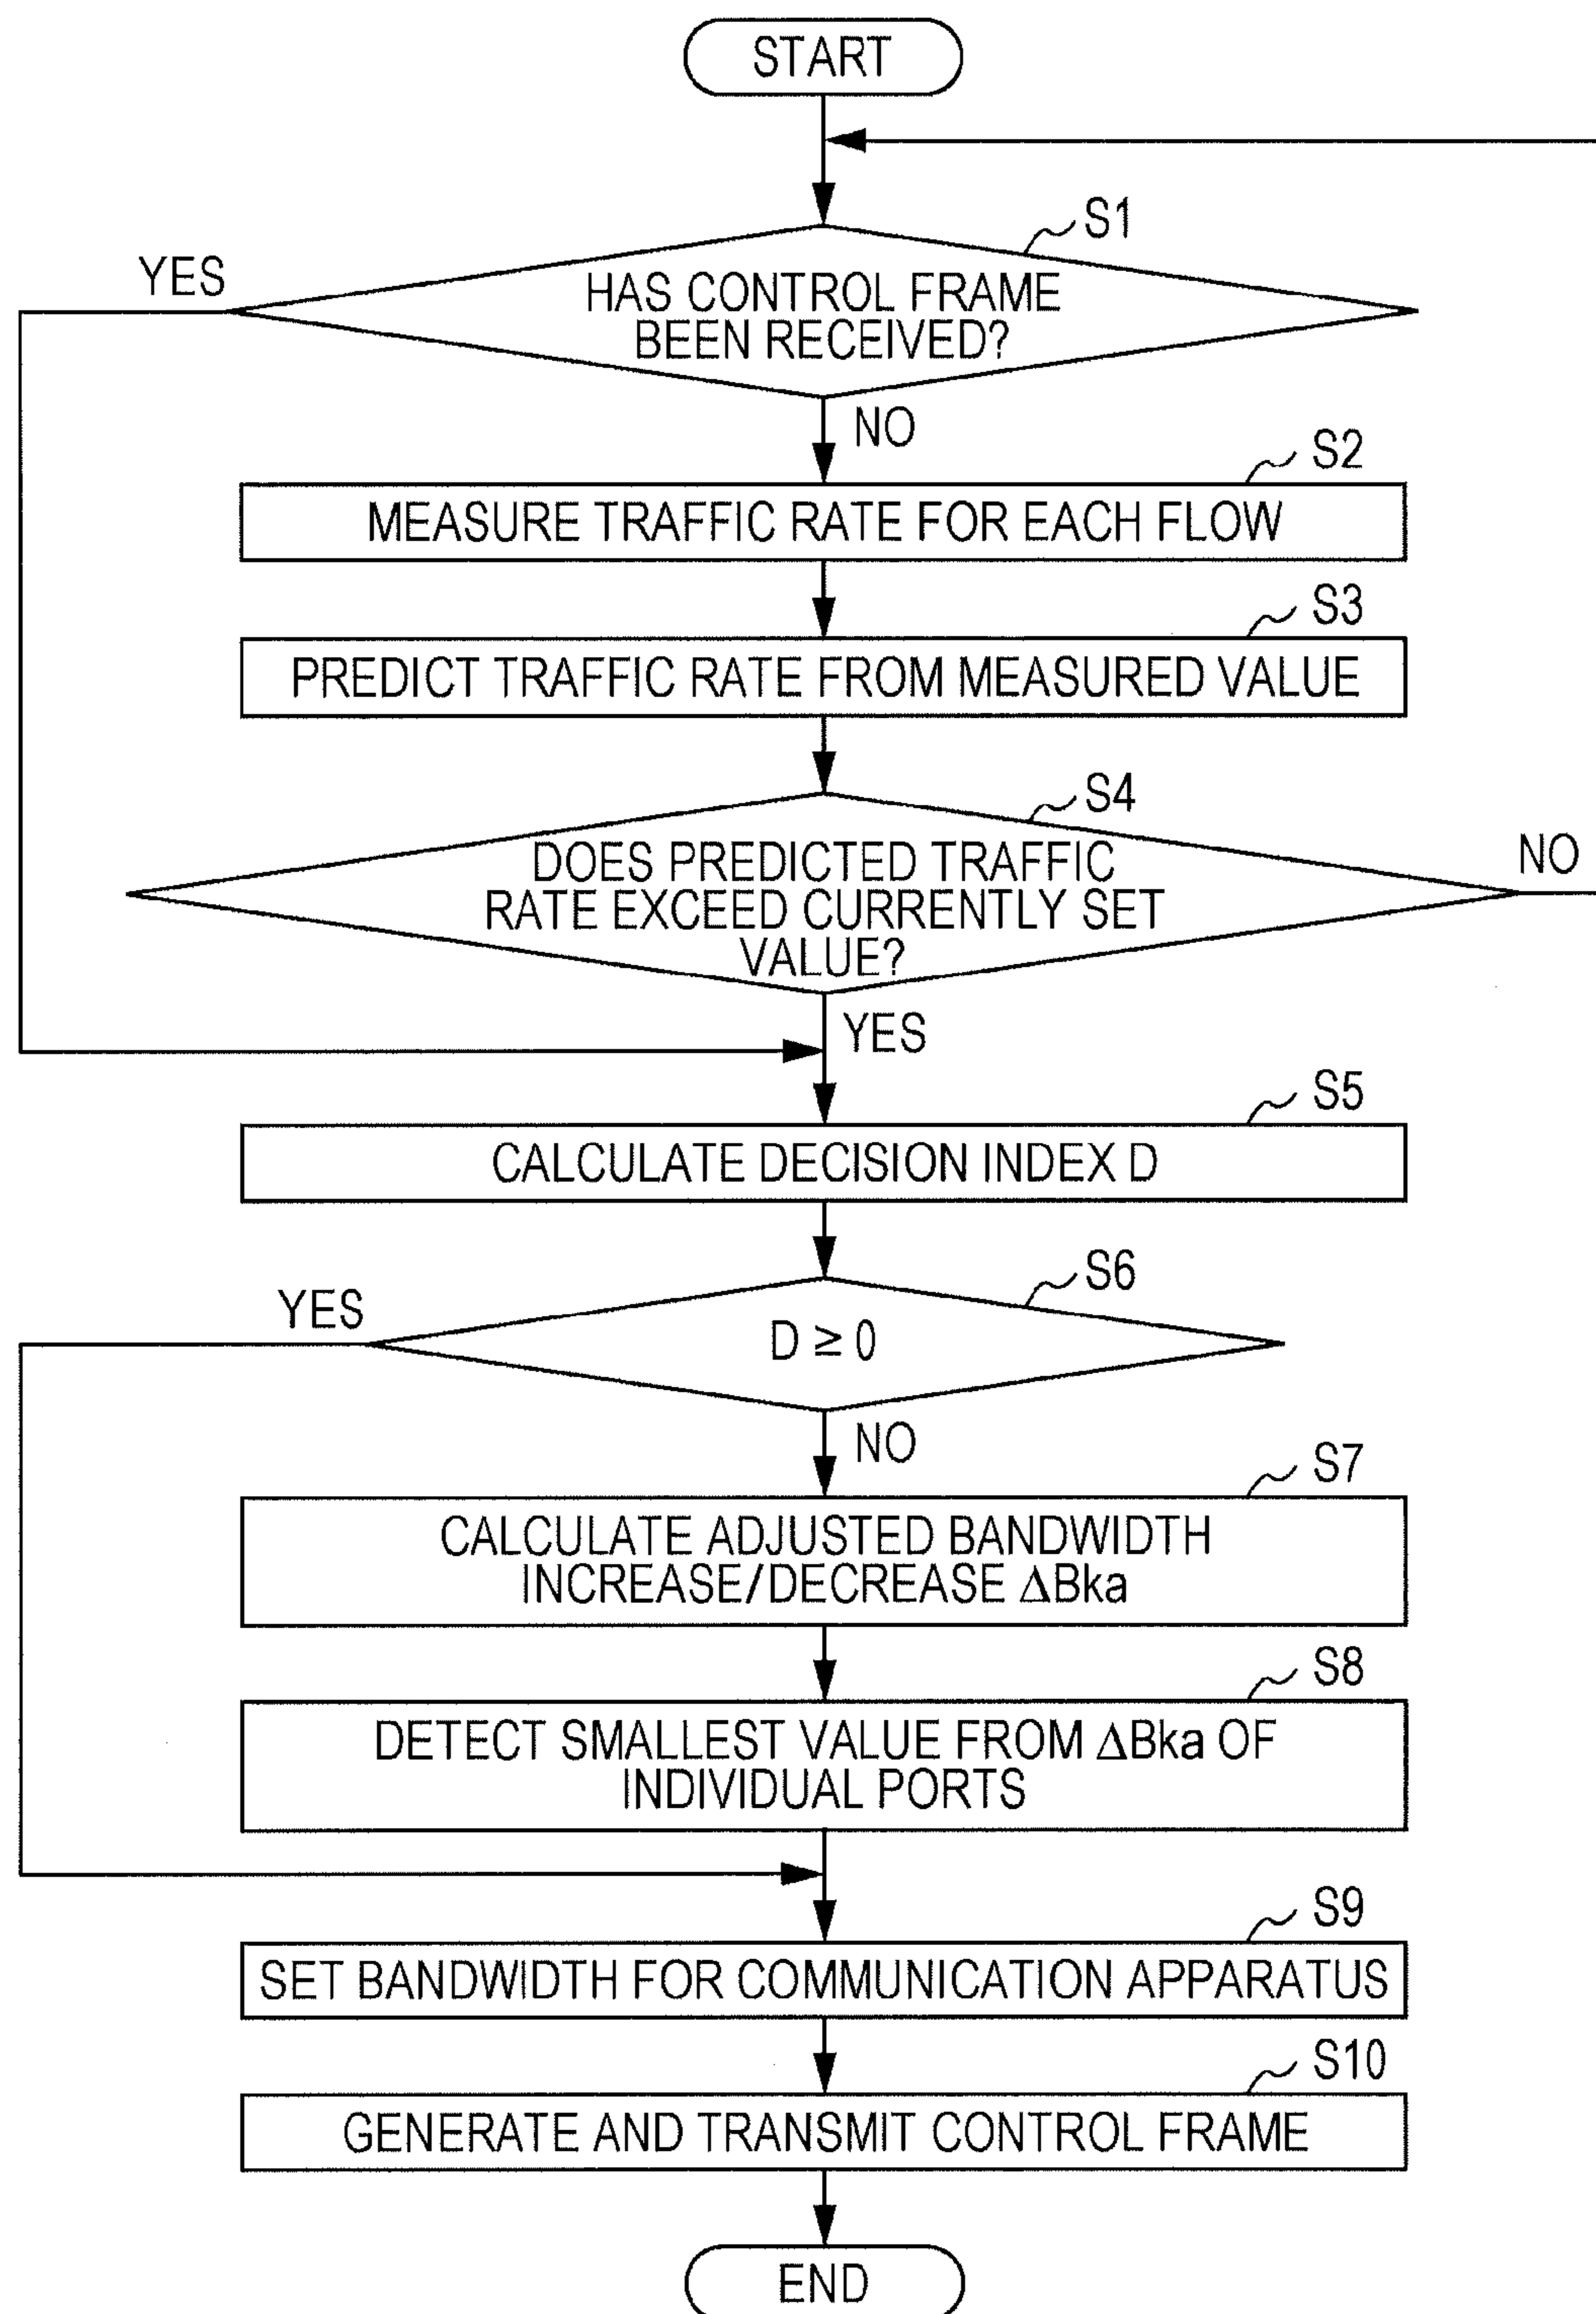 START
S1
YES
HAS CONTROL FRAME
BEEN RECEIVED?
NO
S2
MEASURE TRAFFIC RATE FOR EACH FLOW
S3
PREDICT TRAFFIC RATE FROM MEASURED VALUE
S4
DOES PREDICTED TRAFFIC
RATE EXCEED CURRENTLY SET
VALUE?
NO
YES
S5
CALCULATE DECISION INDEX D
S6
YES
D ≥ 0
NO
S7
CALCULATE ADJUSTED BANDWIDTH
INCREASE/DECREASE ΔBka
S8
DETECT SMALLEST VALUE FROM ΔBka OF
INDIVIDUAL PORTS
S9
SET BANDWIDTH FOR COMMUNICATION APPARATUS
S10
GENERATE AND TRANSMIT CONTROL FRAME
END